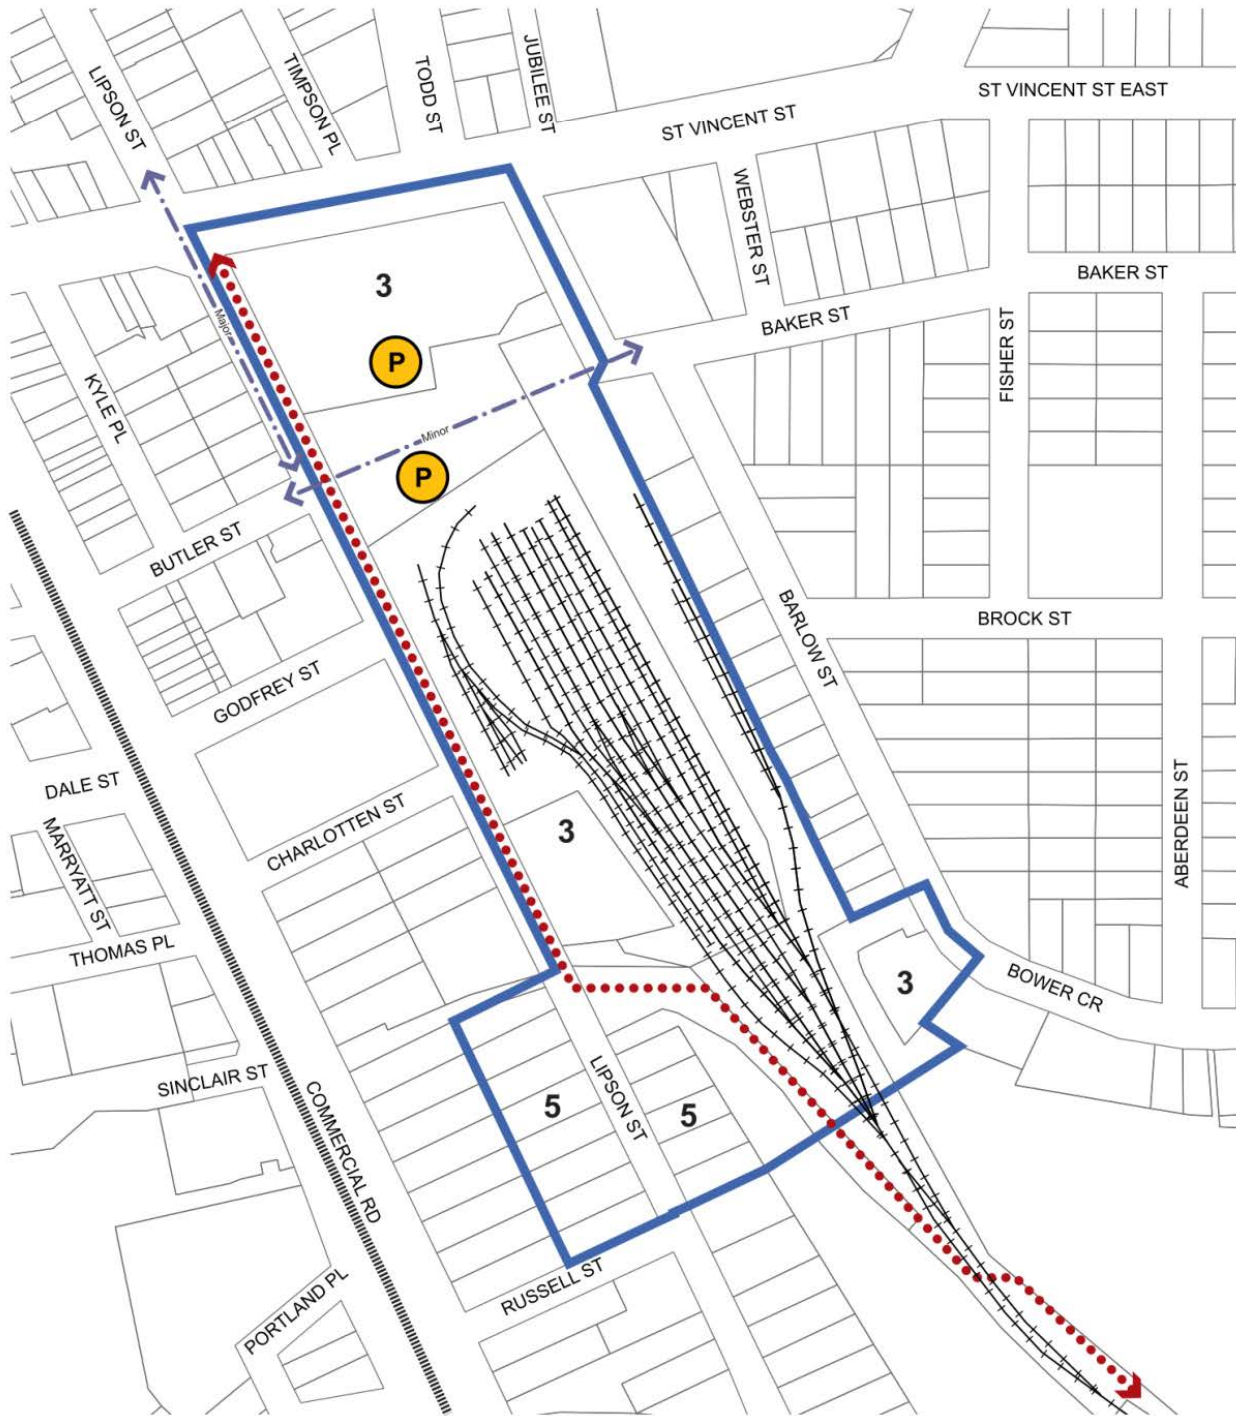 LIPSON ST
TIMPSON PL
TODD ST
JUBILEE ST
ST VINCENT ST
ST VINCENT ST EAST
WEBSTER ST
BAKER ST
BAKER ST
FISHER ST
3
Major
P
KYLE PL
Minor
P
BUTLER ST
BARLOW ST
BROCK ST
GODFREY ST
DALE ST
MARRYATT ST
CHARLOTTEN ST
3
ABERDEEN ST
THOMAS PL
3
BOWER CR
SINCLAIR ST
COMMERCIAL RD
5
LIPSON ST
5
RUSSELL ST
PORTLAND PL